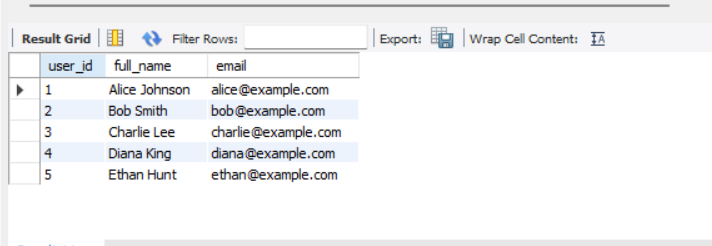 Result Grid Filter Rows: Export: Wrap Cell Content: IA
user_id full_name email
1 Alice Johnson alice@example.com
2 Bob Smith bob@example.com
3 Charlie Lee charlie@example.com
4 Diana King diana@example.com
5 Ethan Hunt ethan@example.com